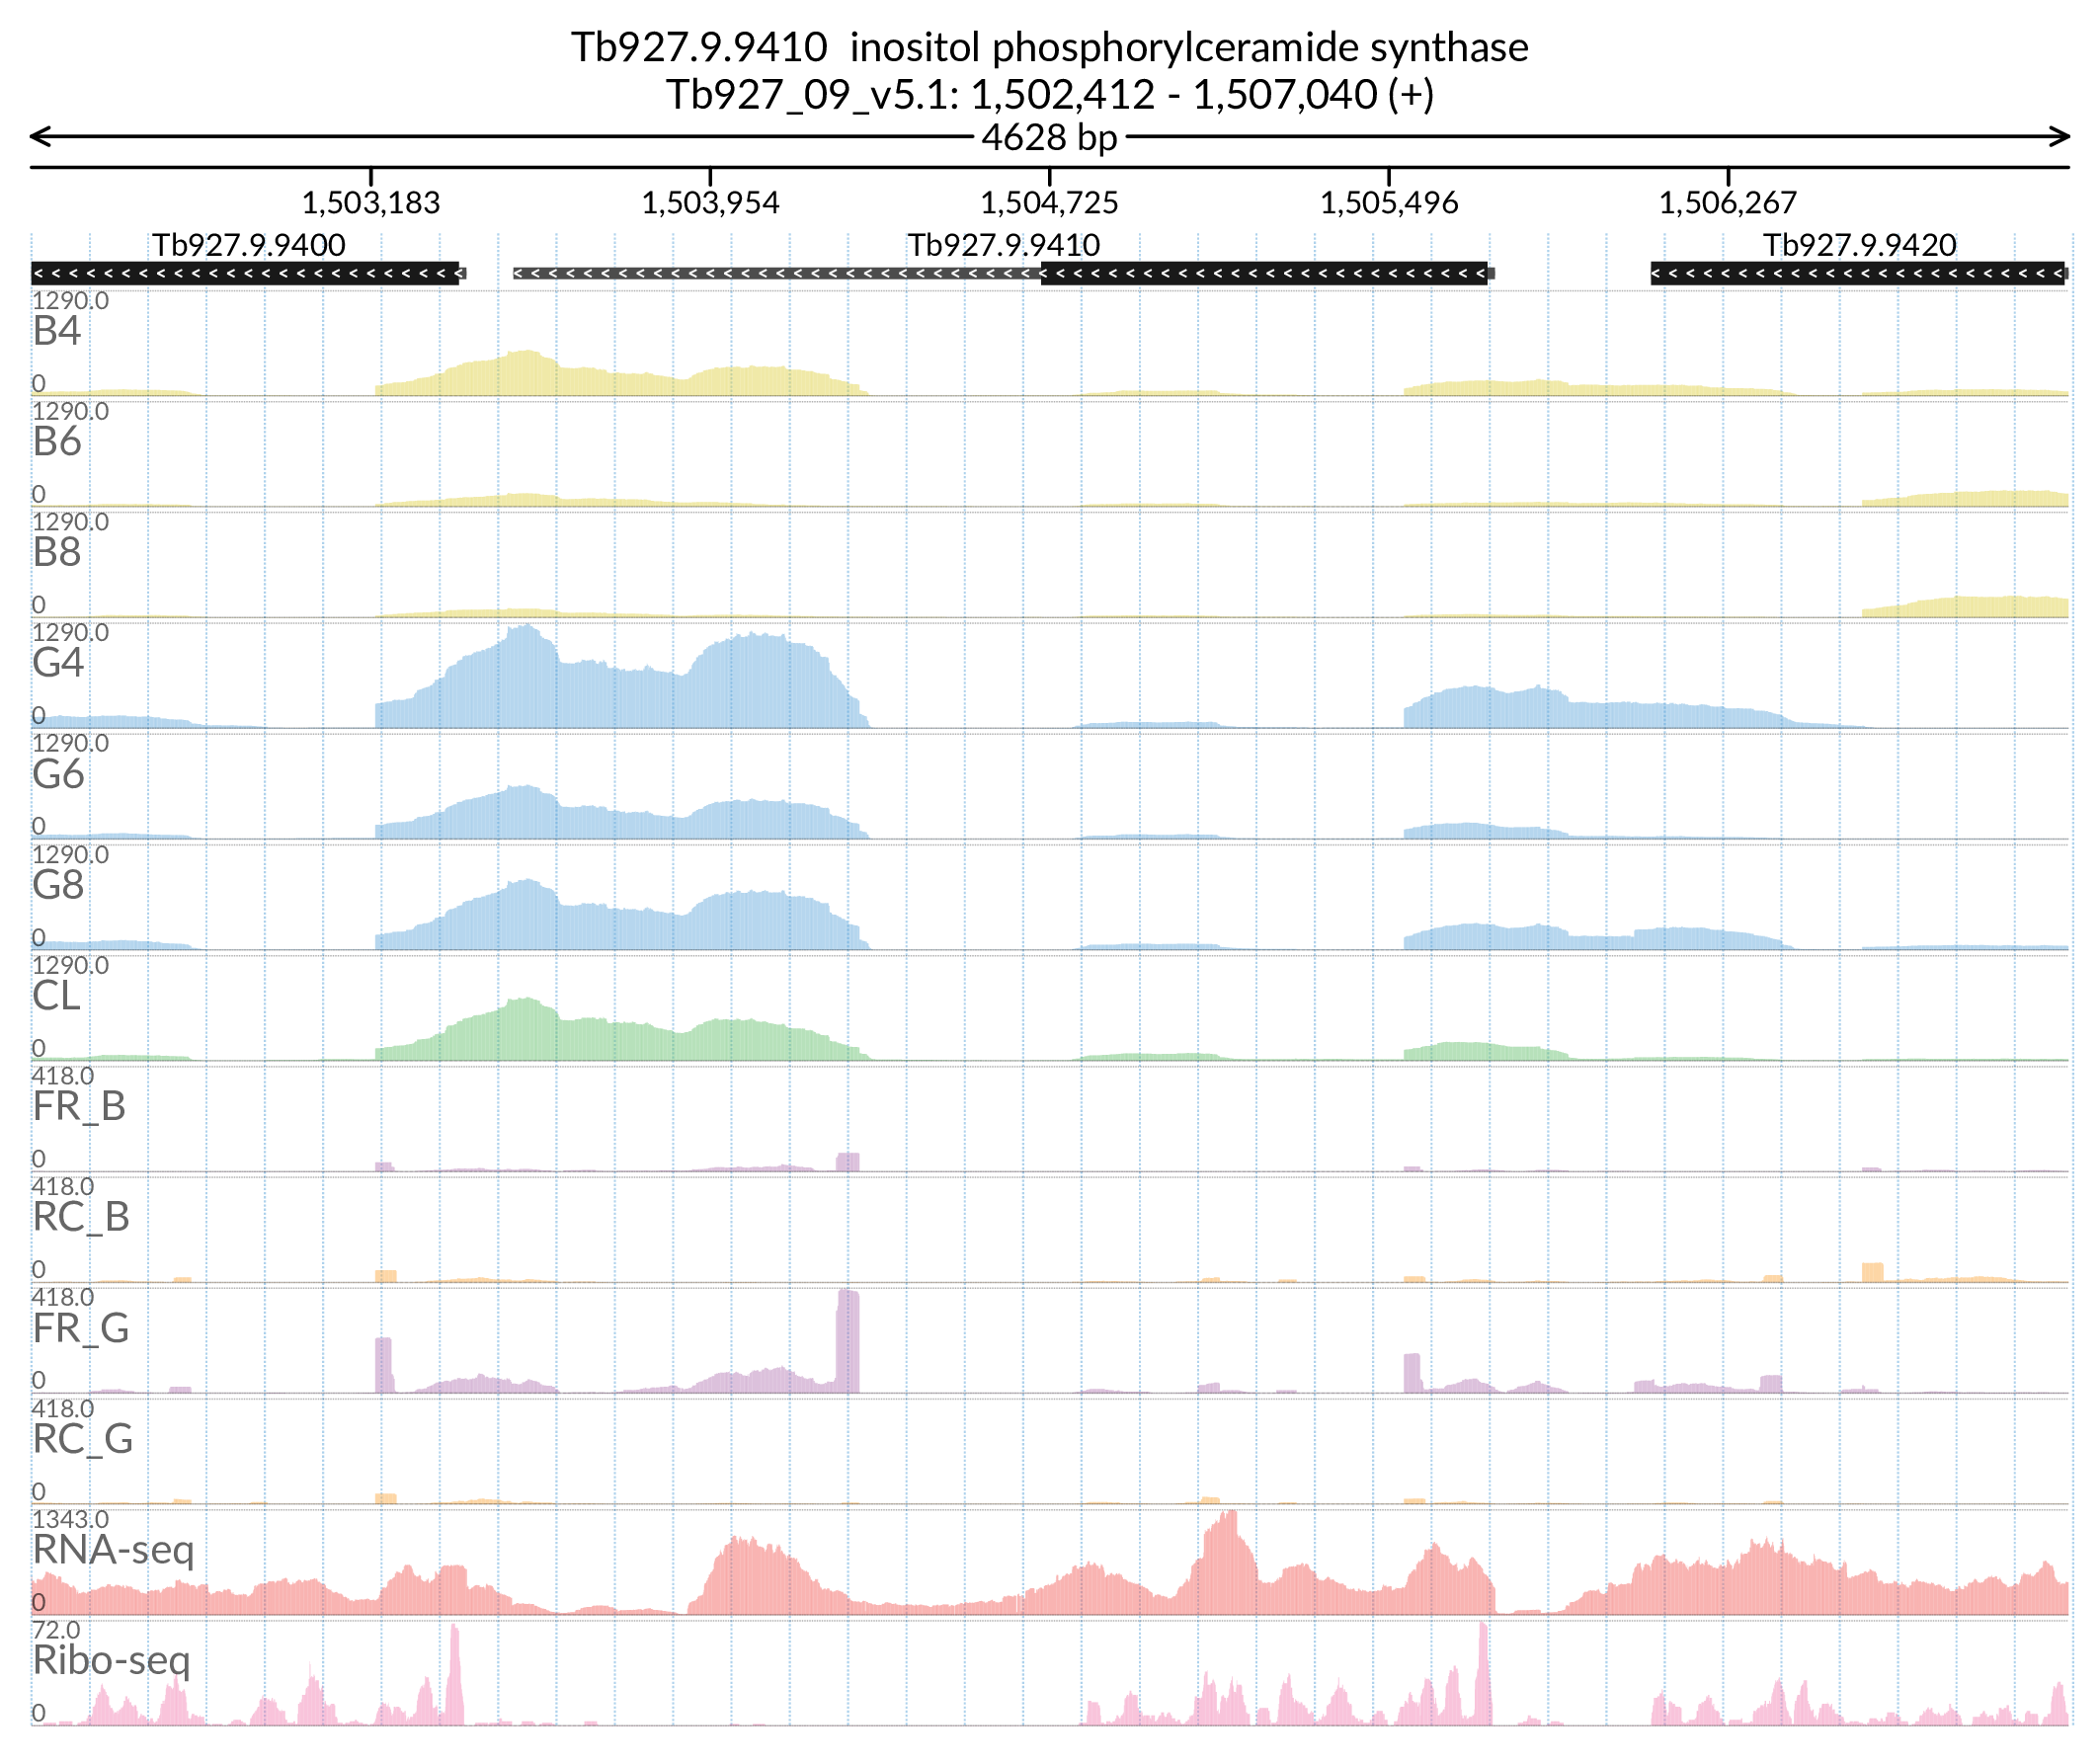 Tb927.9.9410 inositol phosphorylceramide synthase
Tb927_09_v5.1: 1,502,412 - 1,507,040 (+)
4628 bp
1,503,183 1,503,954 1,504,725 1,505,496 1,506,267
Tb927.9.9400 Tb927.9.9410 Tb927.9.9420
1290.0
B4
0
1290.0
B6
0
1290.0
B8
0
1290.0
G4
0
1290.0
G6
0
1290.0
G8
0
1290.0
CL
0
418.0
FR_B
0
418.0
RC_B
0
418.0
FR_G
0
418.0
RC_G
0
1343.0
RNA-seq
0
72.0
Ribo-seq
0